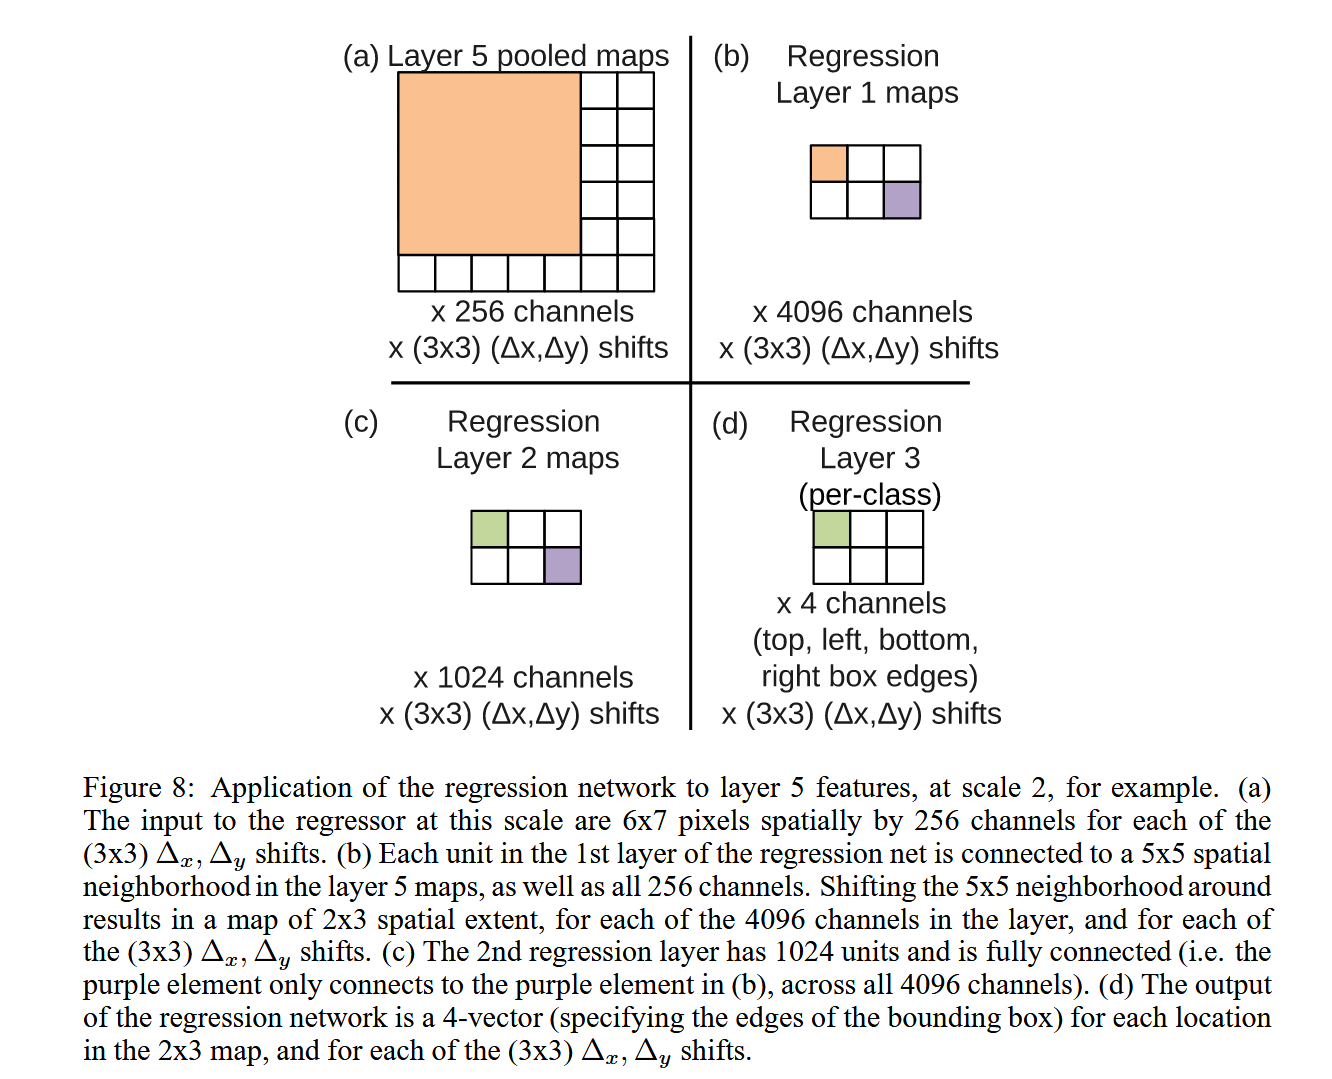 (a) Layer 5 pooled maps
x 256 channels
x (3x3) (Δx,Δy) shifts
(b) Regression
Layer 1 maps
x 4096 channels
x (3x3) (Δx,Δy) shifts
(c) Regression
Layer 2 maps
x 1024 channels
x (3x3) (Δx,Δy) shifts
(d) Regression
Layer 3
(per-class)
x 4 channels
(top, left, bottom,
right box edges)
x (3x3) (Δx,Δy) shifts
Figure 8: Application of the regression network to layer 5 features, at scale 2, for example. (a)
The input to the regressor at this scale are 6x7 pixels spatially by 256 channels for each of the
(3x3) Δx, Δy shifts. (b) Each unit in the 1st layer of the regression net is connected to a 5x5 spatial
neighborhood in the layer 5 maps, as well as all 256 channels. Shifting the 5x5 neighborhood around
results in a map of 2x3 spatial extent, for each of the 4096 channels in the layer, and for each of
the (3x3) Δx, Δy shifts. (c) The 2nd regression layer has 1024 units and is fully connected (i.e. the
purple element only connects to the purple element in (b), across all 4096 channels). (d) The output
of the regression network is a 4-vector (specifying the edges of the bounding box) for each location
in the 2x3 map, and for each of the (3x3) Δx, Δy shifts.